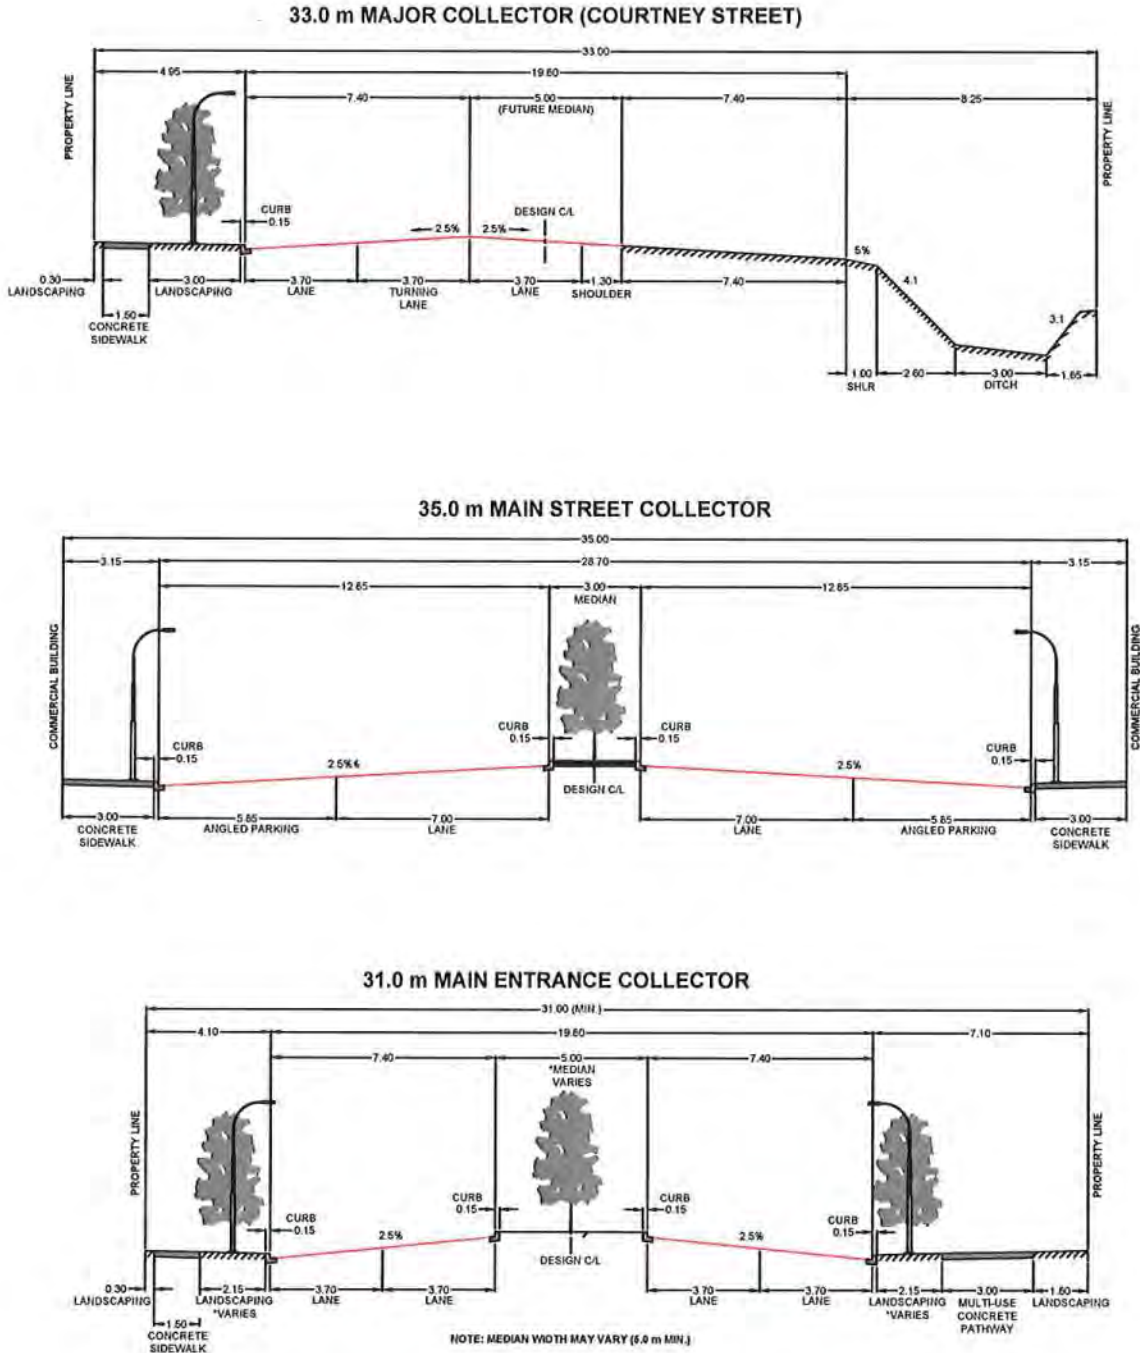 33.0 m MAJOR COLLECTOR (COURTNEY STREET)
33.00
4.95 19.80
7.40 5.00 7.40 8.25
(FUTURE MEDIAN)
PROPERTY LINE
PROPERTY LINE
CURB
0.15
DESIGN C/L
2.5% 2.5%
5%
4.1
3.1
0.30 3.00 3.70 3.70 3.70 1.30 7.40
LANDSCAPING LANDSCAPING LANE TURNING LANE SHOULDER
LANE
1.50
CONCRETE
SIDEWALK
1.00 2.60 3.00 1.65
SHLR DITCH
35.0 m MAIN STREET COLLECTOR
35.00
3.15 28.70 3.15
12.85 3.00 12.85
MEDIAN
COMMERCIAL BUILDING
COMMERCIAL BUILDING
CURB CURB
0.15 0.15
CURB CURB
0.15 0.15
2.5% 2.5%
DESIGN C/L
3.00 5.85 7.00 7.00 5.85 3.00
CONCRETE ANGLED PARKING LANE LANE ANGLED PARKING CONCRETE
SIDEWALK SIDEWALK
31.0 m MAIN ENTRANCE COLLECTOR
31.00 (MIN.)
4.10 19.80 7.10
7.40 5.00 7.40
*MEDIAN
VARIES
PROPERTY LINE
PROPERTY LINE
CURB CURB
0.15 0.15
CURB CURB
0.15 0.15
2.5% 2.5%
DESIGN C/L
0.30 2.15 3.70 3.70 3.70 3.70 2.15 3.00 1.60
LANDSCAPING LANDSCAPING LANE LANE LANE LANE LANDSCAPING MULTI-USE LANDSCAPING
*VARIES *VARIES CONCRETE
PATHWAY
1.50
CONCRETE
SIDEWALK
NOTE: MEDIAN WIDTH MAY VARY (5.0 m MIN.)